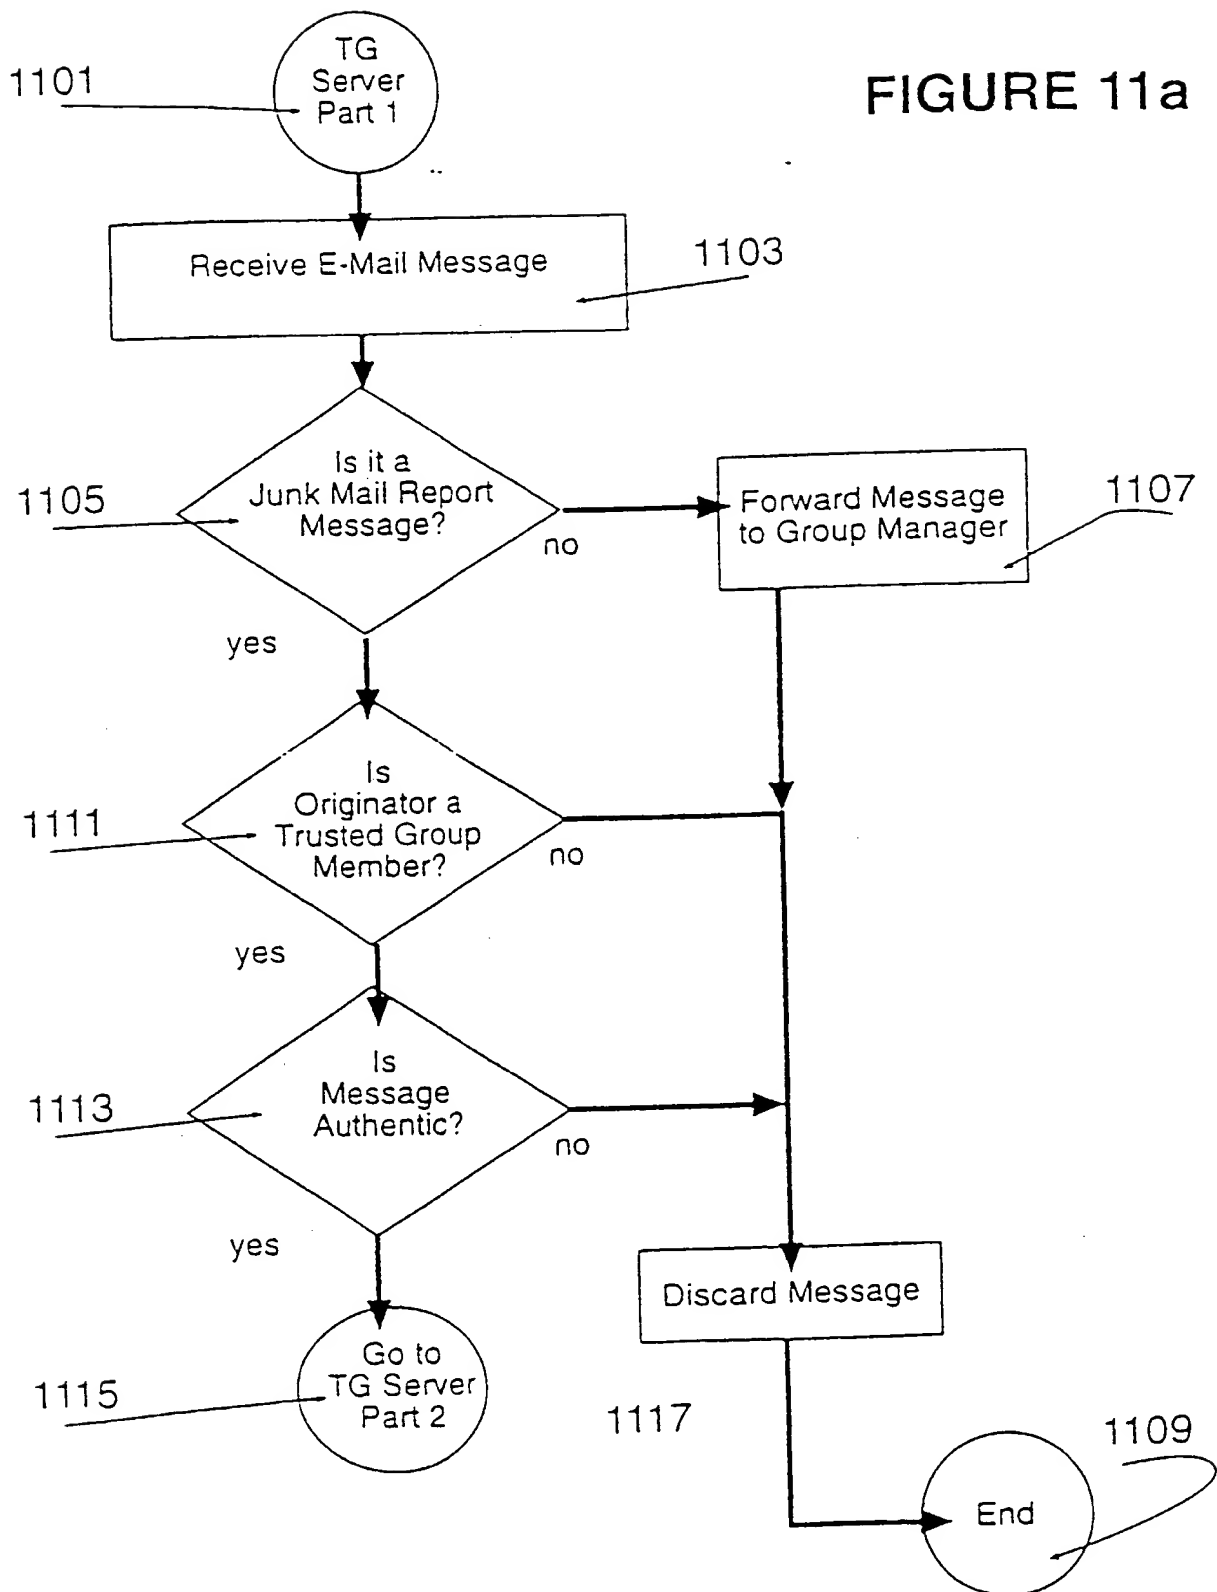 TG
Server
Part 1
1101
FIGURE 11a
Receive E-Mail Message
1103
Is it a
Junk Mail Report
Message?
1105
no
Forward Message
to Group Manager
1107
yes
Is
Originator a
Trusted Group
Member?
1111
no
yes
Is
Message
Authentic?
1113
no
yes
Discard Message
Go to
TG Server
Part 2
1115
1117
1109
End